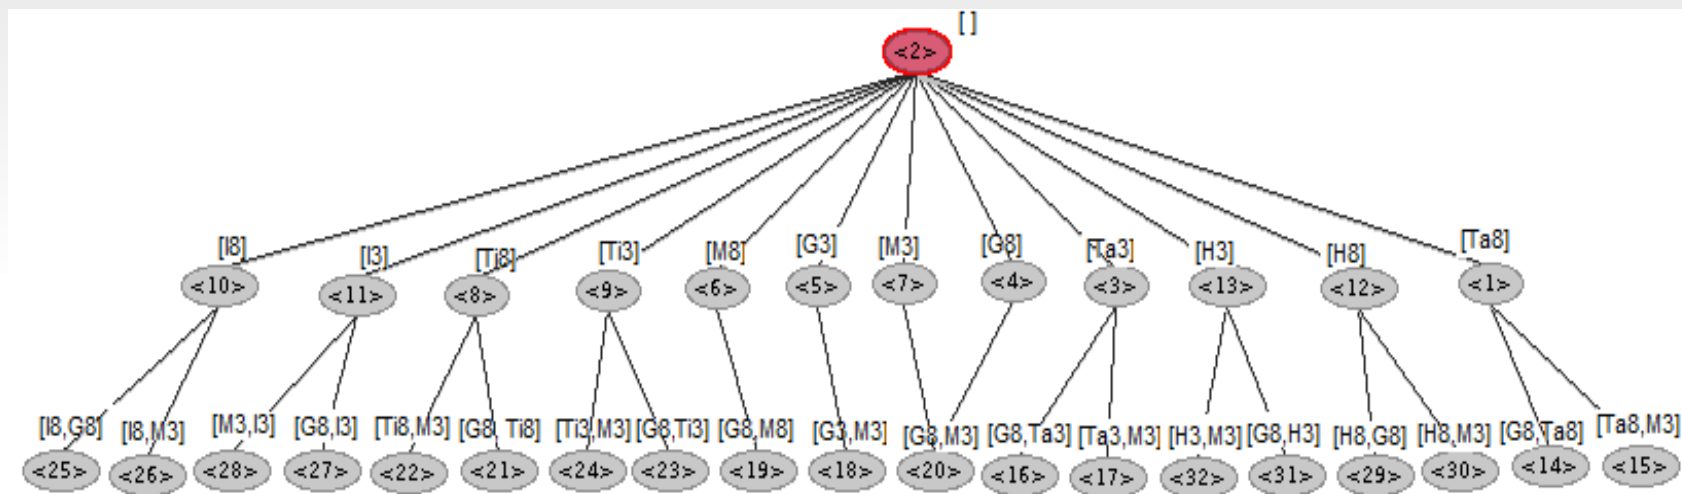 [ ]
<2>
[I8] [I3] [Ti8] [Ti3] [M8] [G3] [M3] [G8] [Ta3] [H3] [H8] [Ta8]
<10> <11> <8> <9> <6> <5> <7> <4> <3> <13> <12> <1>
[I8,G8] [I8,M3] [M3,I3] [G8,I3] [Ti8,M3] [G8,Ti8] [Ti3,M3] [G8,Ti3] [G8,M8] [G3,M3] [G8,M3] [G8,Ta3] [Ta3,M3] [H3,M3] [G8,H3] [H8,G8] [H8,M3] [G8,Ta8] [Ta8,M3]
<25> <26> <28> <27> <22> <21> <24> <23> <19> <18> <20> <16> <17> <32> <31> <29> <30> <14> <15>